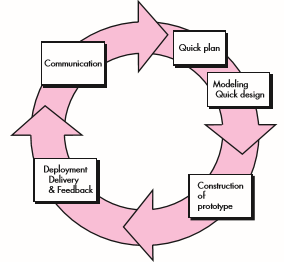 Communication
Quick plan
Modeling
Quick design
Construction
of
prototype
Deployment
Delivery
& Feedback